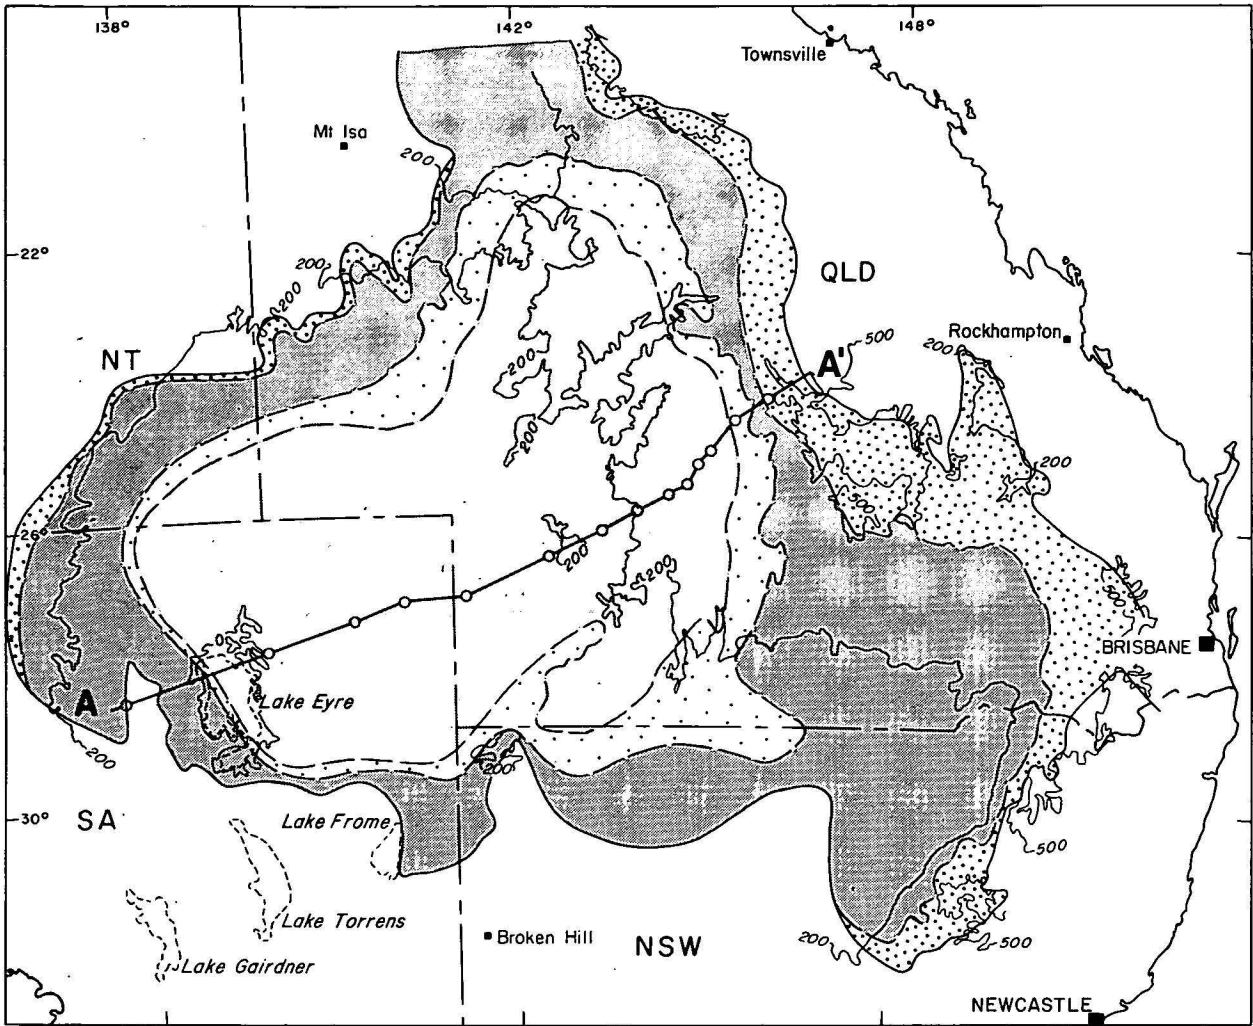 138°
142°
148°
Townsville
Mt Isa
200
22°
200
200
QLD
NT
Rockhampton
500
200
A'
200
200
200
500
26°
200
200
500
BRISBANE
0
A
Lake Eyre
200
200
SA
30°
Lake Frome
500
Lake Torrens
Broken Hill
NSW
200
500
Lake Gairdner
NEWCASTLE